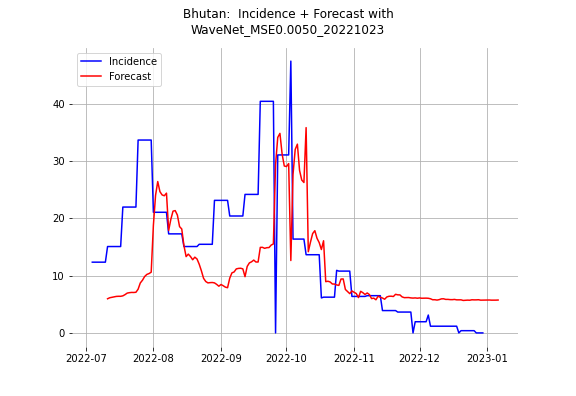 Bhutan:  Incidence + Forecast with
WaveNet_MSE0.0050_20221023
Incidence
Forecast
40
30
20
10
0
2022-07 2022-08 2022-09 2022-10 2022-11 2022-12 2023-01